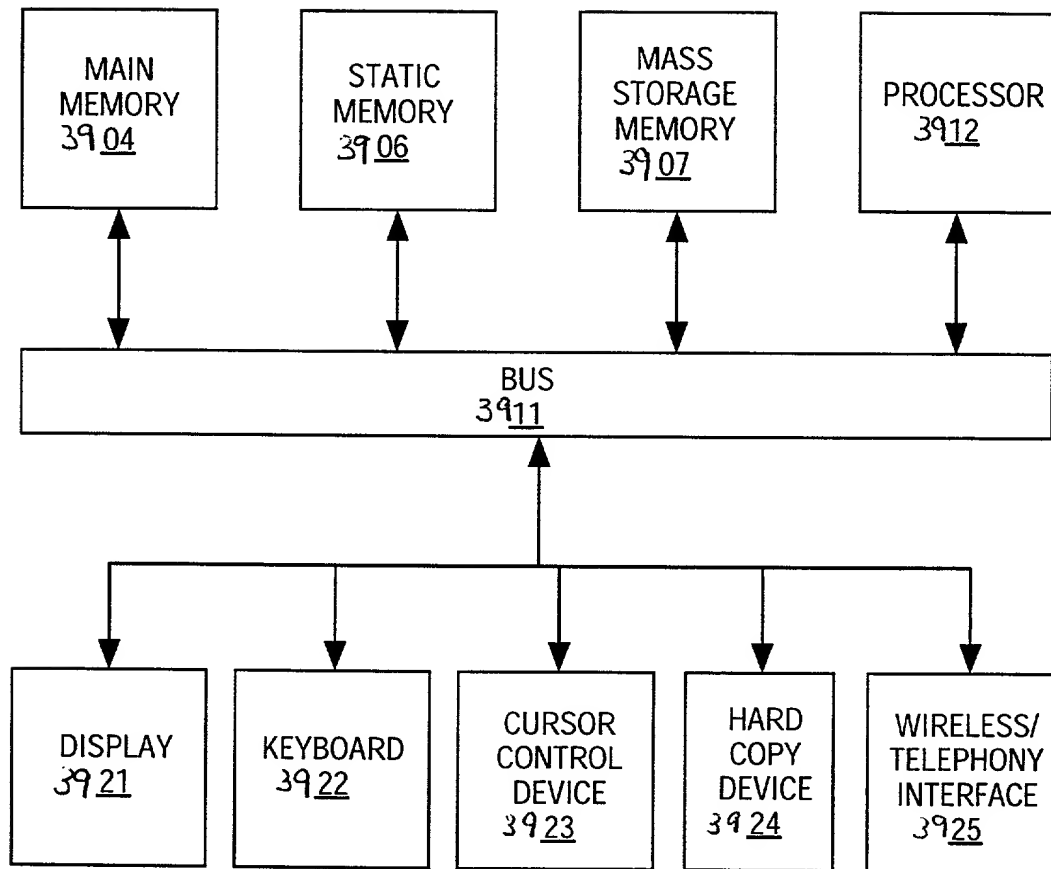 MAIN
MEMORY
3904
STATIC
MEMORY
3906
MASS
STORAGE
MEMORY
3907
PROCESSOR
3912
BUS
3911
DISPLAY
3921
KEYBOARD
3922
CURSOR
CONTROL
DEVICE
3923
HARD
COPY
DEVICE
3924
WIRELESS/
TELEPHONY
INTERFACE
3925